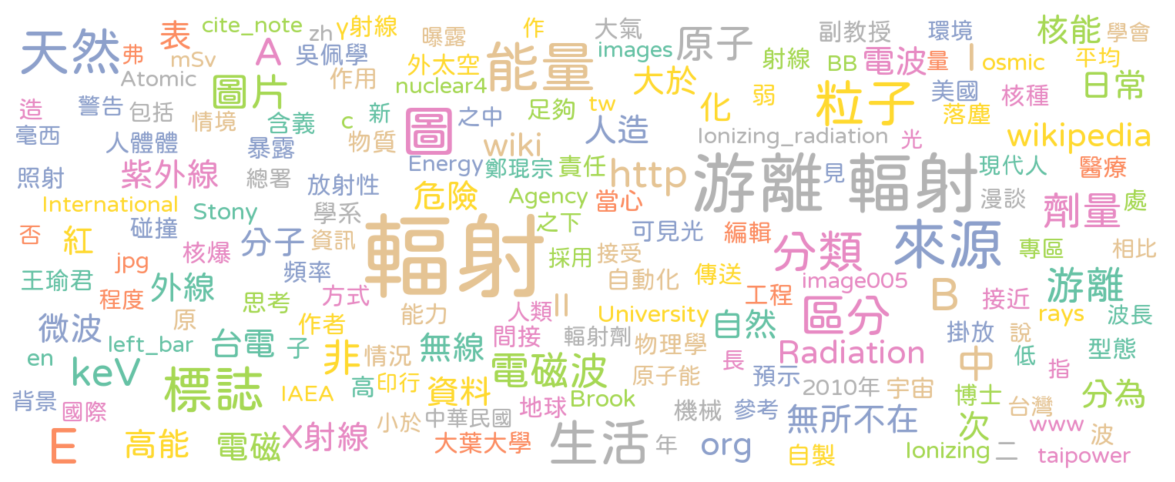 cite_note zh γ射線 曝露 作 大氣 副教授 環境 核能 學會
天然 弗 表 A 吳佩學 能量 images 原子 射線 BB 電波 量 I osmic 平均
Atomic mSv 圖片 作用 外太空 nuclear4 大於 美國 核種 日常
造 警告 包括 情境 含義 c 新 圖 之中 足夠 tw 人造 化 弱 粒子 落塵
毫西 人體體 暴露 物質 wiki Ionizing_radiation 光 wikipedia
照射 紫外線 總署 放射性 Energy 鄭琨宗 責任 http 游離 輻射 見 現代人 醫療
International Stony 學系 危險 Agency 當心 漫談 劑量 處
否 紅 碰撞 核爆 分子 資訊 輻射 之下 可見光 編輯 分類 來源 專區 相比
王瑜君 jpg 頻率 採用 接受 自動化 傳送 image005
程度 外線 思考 方式 能力 II 人類 University 工程 區分 B 接近 游離 rays 波長
微波 left_bar 原 台電 子 作者 無線 間接 輻射劑 物理學 自然 掛放 說
en keV 非 情況 電磁波 原子能 長 Radiation 預示 中 低 指 型態
背景 國際 標誌 IAEA 高 印行 資料 Brook 2010年 宇宙 博士 台灣 分為
小於 中華民國 地球 機械 參考 無所不在 次 www 波
E 高能 電磁 X射線 大葉大學 生活 年 org 自製 Ionizing 二 taipower